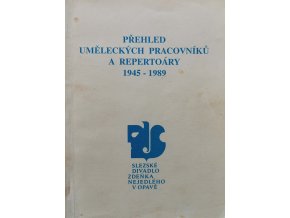 PŘEHLED
UMĚLECKÝCH PRACOVNÍKŮ
A REPERTOÁRY
1945 - 1989
SLEZSKÉ
DIVADLO
ZDEŇKA
NEJEDLÉHO
V OPAVĚ